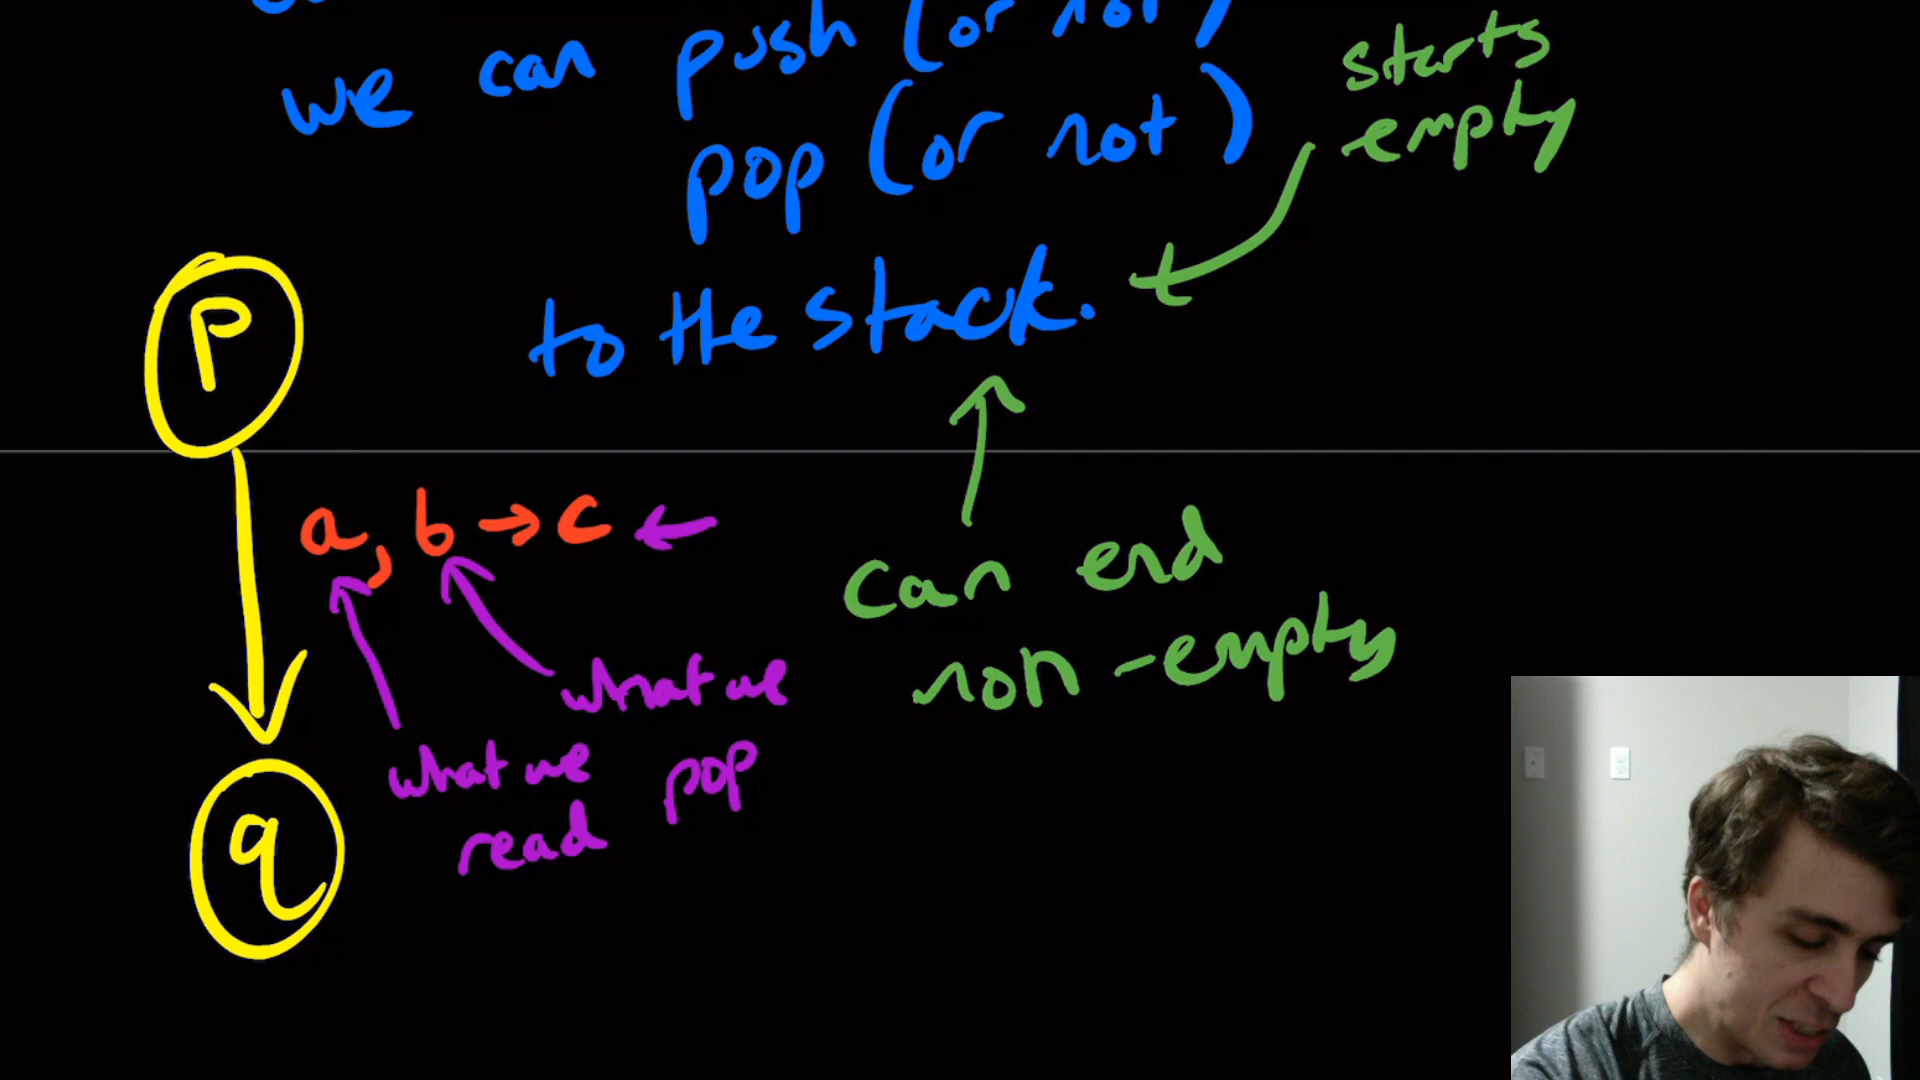 we can push (or not)
pop (or not)
to the stack.
starts
empty
P
a, b → c ←
what we
pop
what we
read
can end
non-empty
q